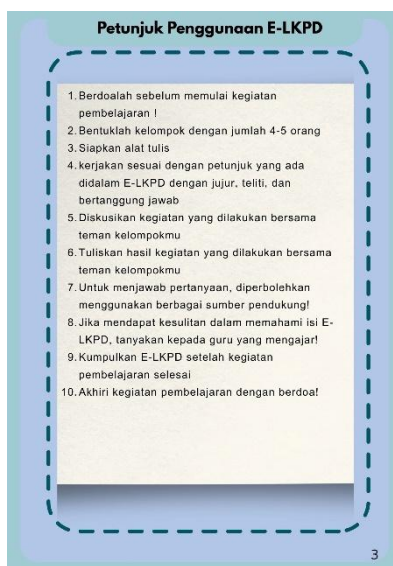 Petunjuk Penggunaan E-LKPD
1. Berdoalah sebelum memulai kegiatan
pembelajaran !
2. Bentuklah kelompok dengan jumlah 4-5 orang
3. Siapkan alat tulis
4. kerjakan sesuai dengan petunjuk yang ada
didalam E-LKPD dengan jujur, teliti, dan
bertanggung jawab
5. Diskusikan kegiatan yang dilakukan bersama
teman kelompokmu
6. Tuliskan hasil kegiatan yang dilakukan bersama
teman kelompokmu
7. Untuk menjawab pertanyaan, diperbolehkan
menggunakan berbagai sumber pendukung!
8. Jika mendapat kesulitan dalam memahami isi E-
LKPD, tanyakan kepada guru yang mengajar!
9. Kumpulkan E-LKPD setelah kegiatan
pembelajaran selesai
10. Akhiri kegiatan pembelajaran dengan berdoa!
3